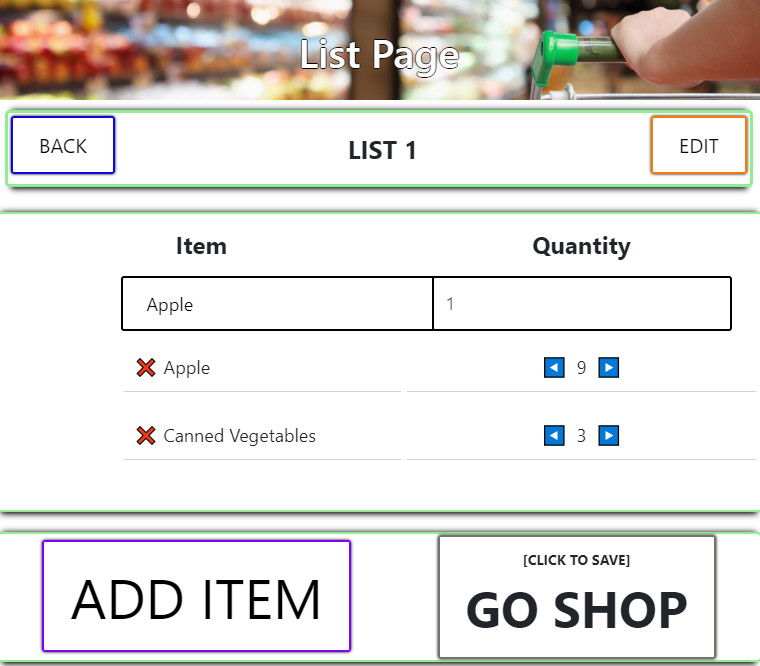 List Page
BACK
LIST 1
EDIT
Item Quantity
Apple 1
Apple 9
Canned Vegetables 3
ADD ITEM
[CLICK TO SAVE]
GO SHOP